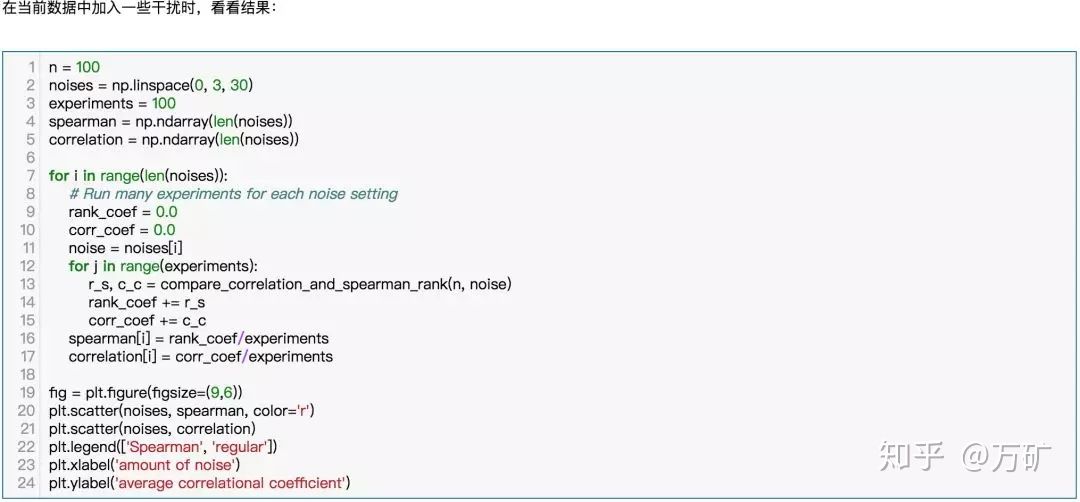 在当前数据中加入一些干扰时，看看结果：
1 n = 100
2 noises = np.linspace(0, 3, 30)
3 experiments = 100
4 spearman = np.ndarray(len(noises))
5 correlation = np.ndarray(len(noises))
6
7 for i in range(len(noises)):
8     # Run many experiments for each noise setting
9     rank_coef = 0.0
10     corr_coef = 0.0
11     noise = noises[i]
12     for j in range(experiments):
13         r_s, c_c = compare_correlation_and_spearman_rank(n, noise)
14         rank_coef += r_s
15         corr_coef += c_c
16     spearman[i] = rank_coef/experiments
17     correlation[i] = corr_coef/experiments
18
19 fig = plt.figure(figsize=(9,6))
20 plt.scatter(noises, spearman, color='r')
21 plt.scatter(noises, correlation)
22 plt.legend(['Spearman', 'regular'])
23 plt.xlabel('amount of noise')
24 plt.ylabel('average correlational coefficient')
知乎 @万矿